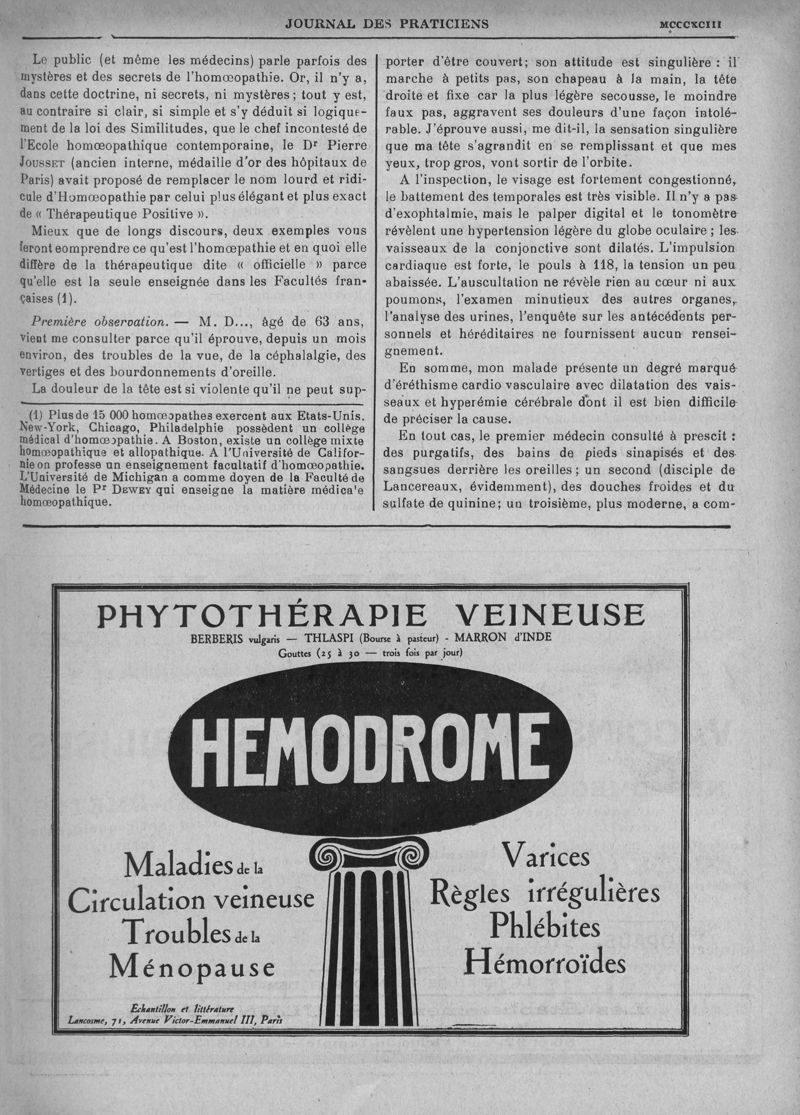 JOURNAL DES PRATICIENS
MCCCXCIII
Le public (et même les médecins) parle parfois des
mystères et des secrets de l'homœopathie. Or, il n'y a,
dans cette doctrine, ni secrets, ni mystères; tout y est,
au contraire si clair, si simple et s'y déduit si logique-
ment de la loi des Similitudes, que le chef incontesté de
l'Ecole homœopathique contemporaine, le Dr Pierre
JOUSSET (ancien interne, médaille d'or des hôpitaux de
Paris) avait proposé de remplacer le nom lourd et ridi-
cule d'Homœopathie par celui plus élégant et plus exact
de « Thérapeutique Positive ».
Mieux que de longs discours, deux exemples vous
feront eomprendre ce qu'est l'homœpathie et en quoi elle
diffère de la thérapeutique dite « officielle » parce
qu'elle est la seule enseignée dans les Facultés fran-
çaises (1).
Première observation. — M. D..., âgé de 63 ans,
vient me consulter parce qu'il éprouve, depuis un mois
environ, des troubles de la vue, de la céphalalgie, des
vertiges et des bourdonnements d'oreille.
La douleur de la tête est si violente qu'il ne peut sup-
(1) Plus de 15 000 homœopathes exercent aux Etats-Unis.
New-York, Chicago, Philadelphie possèdent un collège
médical d'homœopathie. A Boston, existe un collège mixte
homœopathique et allopathique. A l'Université de Califor-
nie on professe un enseignement facultatif d'homœopathie.
L'Université de Michigan a comme doyen de la Faculté de
Médecine le Pr DEWEY qui enseigne la matière médica'e
homœopathique.
porter d'être couvert; son attitude est singulière : il
marche à petits pas, son chapeau à la main, la tête
droite et fixe car la plus légère secousse, le moindre
faux pas, aggravent ses douleurs d'une façon intolé-
rable. J'éprouve aussi, me dit-il, la sensation singulière
que ma tête s'agrandit en se remplissant et que mes
yeux, trop gros, vont sortir de l'orbite.
A l'inspection, le visage est fortement congestionné,
le battement des temporales est très visible. Il n'y a pas
d'exophtalmie, mais le palper digital et le tonomètre
révèlent une hypertension légère du globe oculaire; les
vaisseaux de la conjonctive sont dilatés. L'impulsion
cardiaque est forte, le pouls à 118, la tension un peu
abaissée. L'auscultation ne révèle rien au cœur ni aux
poumons, l'examen minutieux des autres organes,
l'analyse des urines, l'enquête sur les antécédents per-
sonnels et héréditaires ne fournissent aucun rensei-
gnement.
En somme, mon malade présente un degré marqué
d'éréthisme cardio vasculaire avec dilatation des vais-
seaux et hyperémie cérébrale dont il est bien difficile
de préciser la cause.
En tout cas, le premier médecin consulté à prescit :
des purgatifs, des bains de pieds sinapisés et des
sangsues derrière les oreilles; un second (disciple de
Lancereaux, évidemment), des douches froides et du
sulfate de quinine; un troisième, plus moderne, a com-
PHYTOTHÉRAPIE VEINEUSE
BERBERIS vulgaris — THLASPI (Bourse à pasteur) - MARRON d'INDE
Gouttes (25 à 30 — trois fois par jour)
HEMODROME
Maladies de la
Circulation veineuse
Troubles de la
Ménopause
Varices
Règles irrégulières
Phlébites
Hémorroïdes
Echantillon et littérature
Lancosme, 71, Avenue Victor-Emmanuel III, Paris